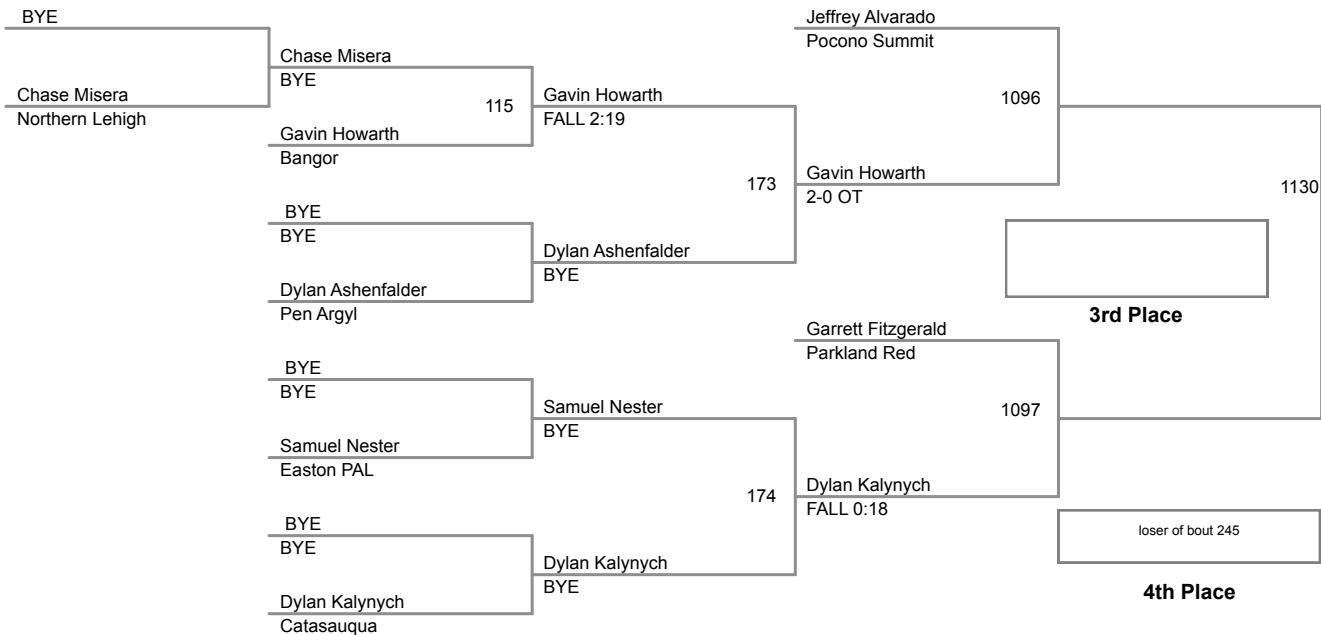 BYE
Chase Misera
Northern Lehigh
Chase Misera
BYE
115
Gavin Howarth
Bangor
BYE
BYE
Dylan Ashenfalder
Pen Argyl
BYE
BYE
Samuel Nester
Easton PAL
BYE
BYE
Dylan Kalynych
Catasauqua
Gavin Howarth
FALL 2:19
173
Dylan Ashenfalder
BYE
Samuel Nester
BYE
174
Dylan Kalynych
BYE
Jeffrey Alvarado
Pocono Summit
1096
Gavin Howarth
2-0 OT
Garrett Fitzgerald
Parkland Red
1097
Dylan Kalynych
FALL 0:18
1130
3rd Place
loser of bout 245
4th Place